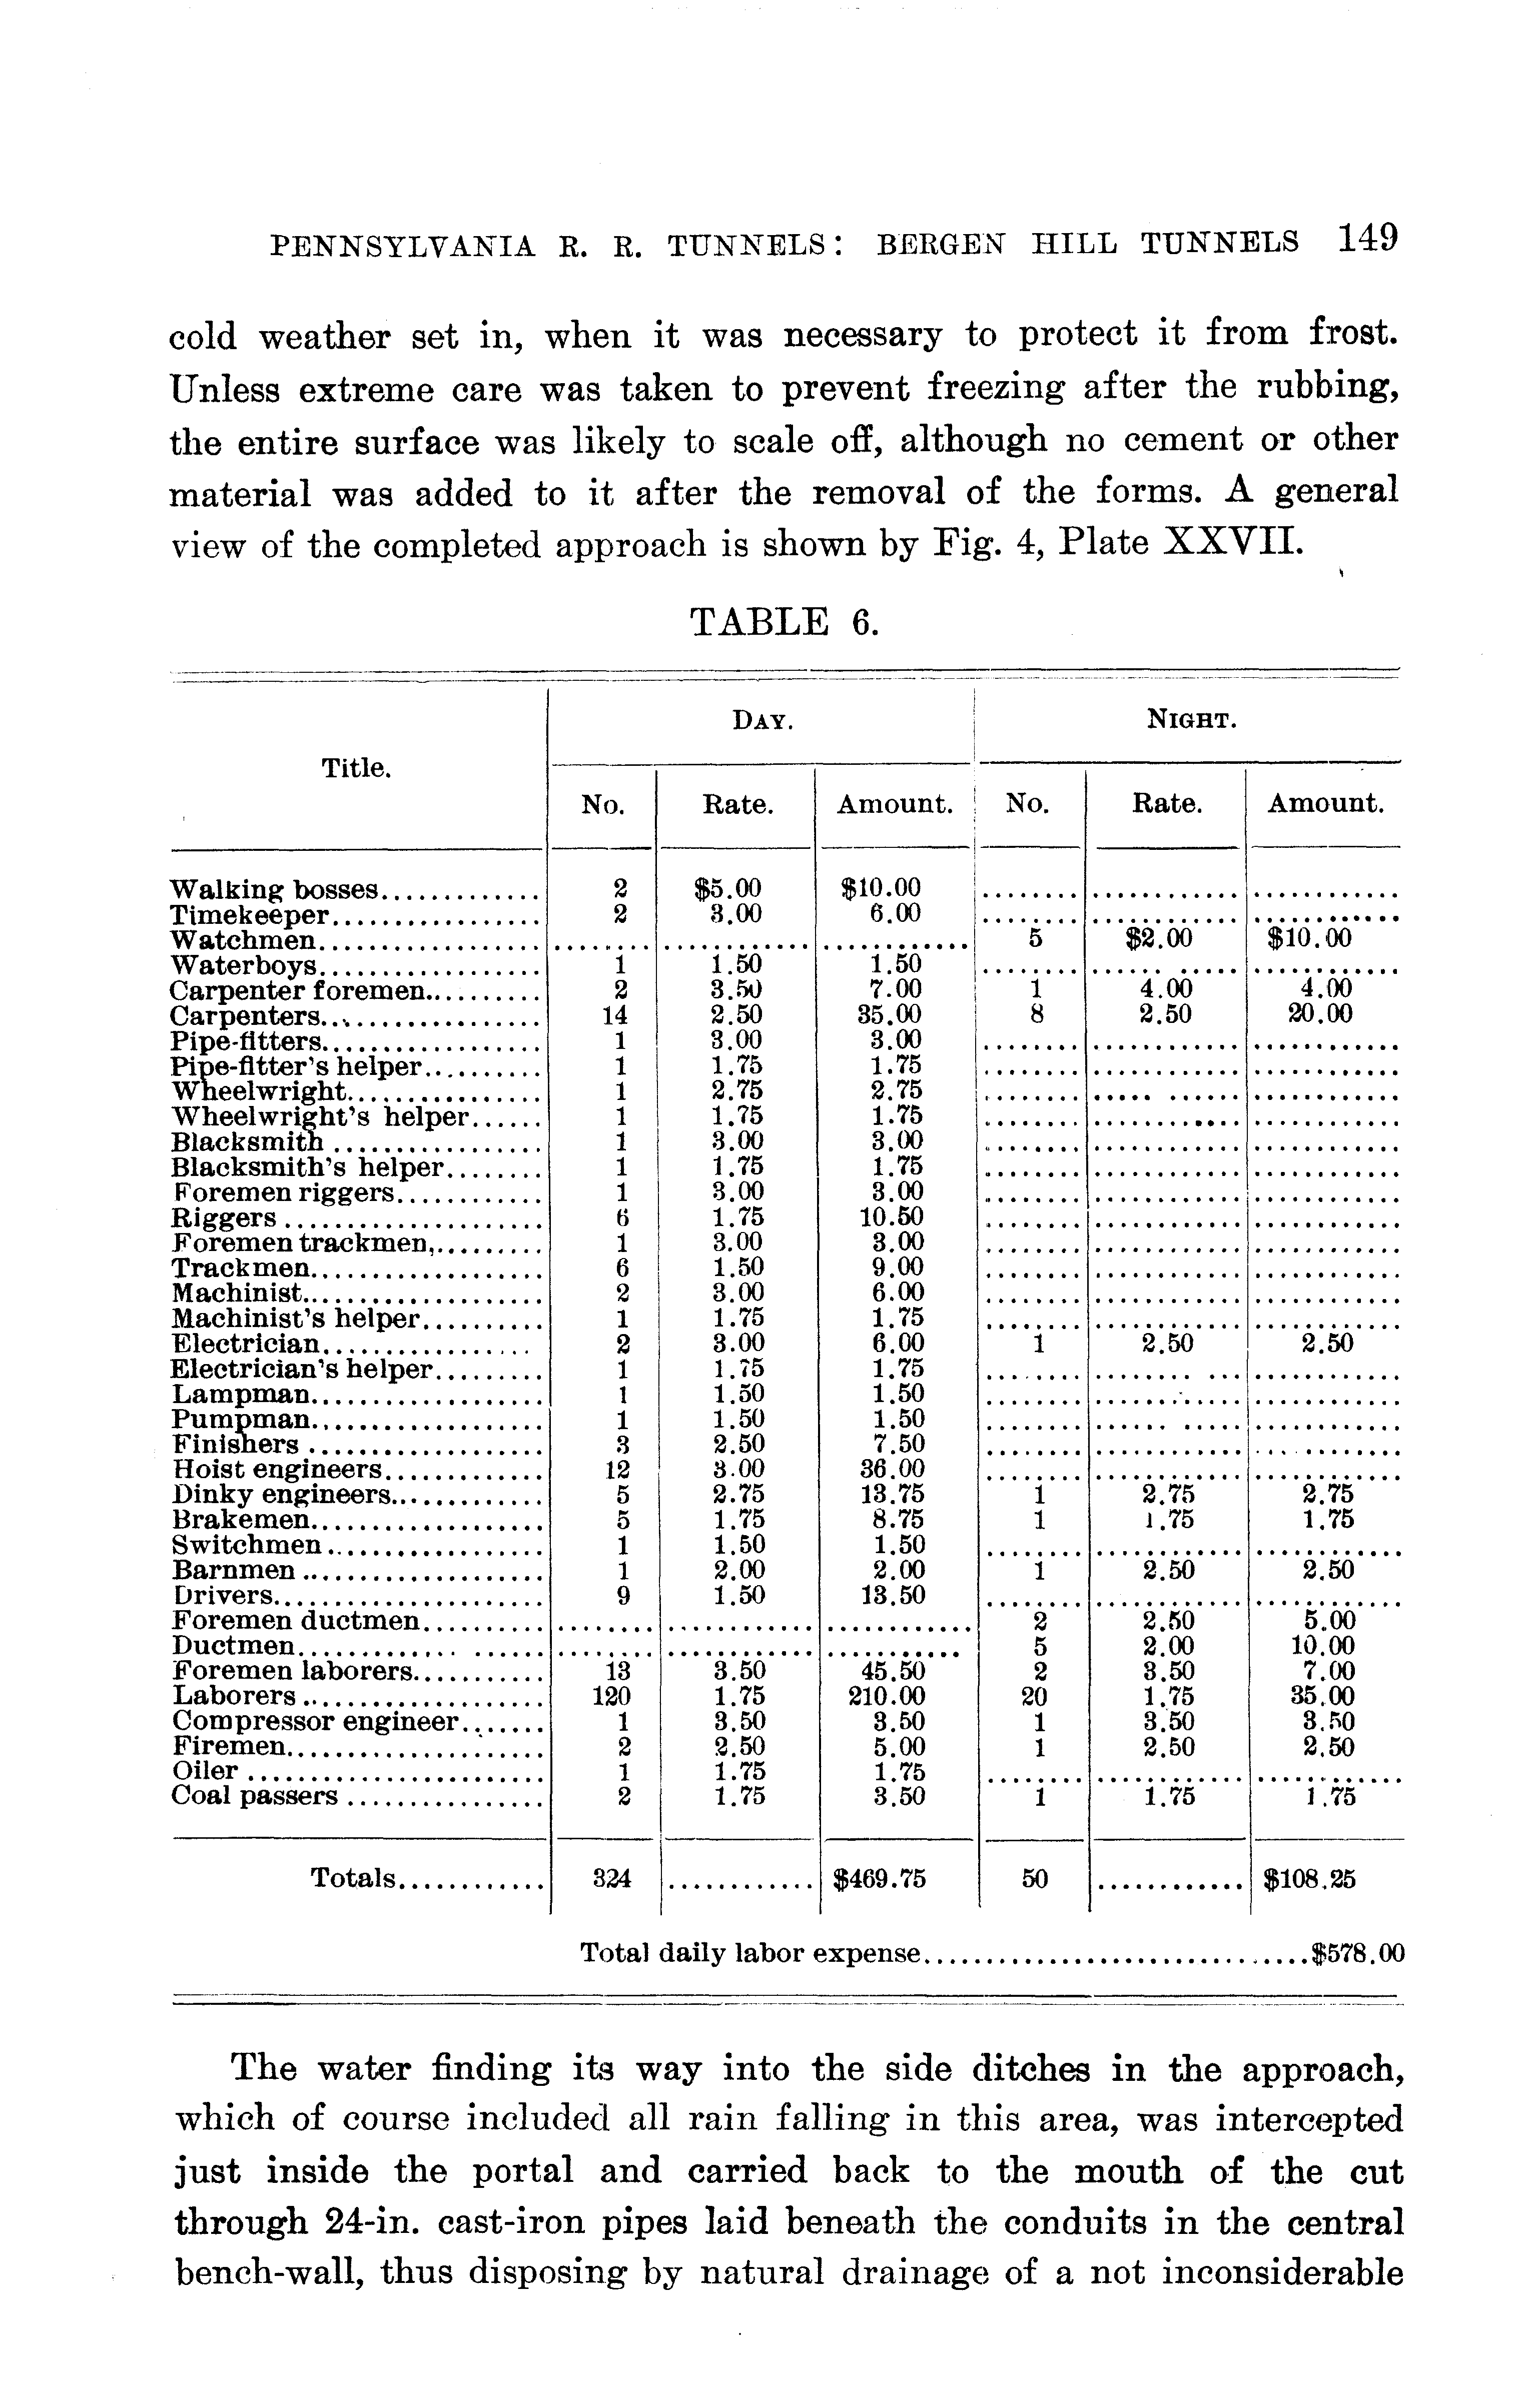 PENNSYLVANIA R. R. TUNNELS: BERGEN HILL TUNNELS 149
cold weather set in, when it was necessary to protect it from frost.
Unless extreme care was taken to prevent freezing after the rubbing,
the entire surface was likely to scale off, although no cement or other
material was added to it after the removal of the forms. A general
view of the completed approach is shown by Fig. 4, Plate XXVII.
TABLE 6.
Title. DAY. NIGHT.
No. Rate. Amount. No. Rate. Amount.
Walking bosses 2 $5.00 $10.00
Timekeeper 2 3.00 6.00
Watchmen 5 $2.00 $10.00
Waterboys 1 1.50 1.50
Carpenter foremen 2 3.50 7.00 1 4.00 4.00
Carpenters 14 2.50 35.00 8 2.50 20.00
Pipe-fitters 1 3.00 3.00
Pipe-fitter's helper 1 1.75 1.75
Wheelwright 1 2.75 2.75
Wheelwright's helper 1 1.75 1.75
Blacksmith 1 3.00 3.00
Blacksmith's helper 1 1.75 1.75
Foremen riggers 1 3.00 3.00
Riggers 6 1.75 10.50
Foremen trackmen, 1 3.00 3.00
Trackmen 6 1.50 9.00
Machinist 2 3.00 6.00
Machinist's helper 1 1.75 1.75
Electrician 2 3.00 6.00 1 2.50 2.50
Electrician's helper 1 1.75 1.75
Lampman 1 1.50 1.50
Pumpman 1 1.50 1.50
Finishers 3 2.50 7.50
Hoist engineers 12 3.00 36.00
Dinky engineers 5 2.75 13.75 1 2.75 2.75
Brakemen 5 1.75 8.75 1 1.75 1.75
Switchmen 1 1.50 1.50
Barnmen 1 2.00 2.00 1 2.50 2.50
Drivers 9 1.50 13.50
Foremen ductmen 2 2.50 5.00
Ductmen 5 2.00 10.00
Foremen laborers 13 3.50 45.50 2 3.50 7.00
Laborers 120 1.75 210.00 20 1.75 35.00
Compressor engineer 1 3.50 3.50 1 3.50 3.50
Firemen 2 2.50 5.00 1 2.50 2.50
Oiler 1 1.75 1.75
Coal passers 2 1.75 3.50 1 1.75 1.75
Totals 324 $469.75 50 $108.25
Total daily labor expense $578.00
The water finding its way into the side ditches in the approach,
which of course included all rain falling in this area, was intercepted
just inside the portal and carried back to the mouth of the cut
through 24-in. cast-iron pipes laid beneath the conduits in the central
bench-wall, thus disposing by natural drainage of a not inconsiderable